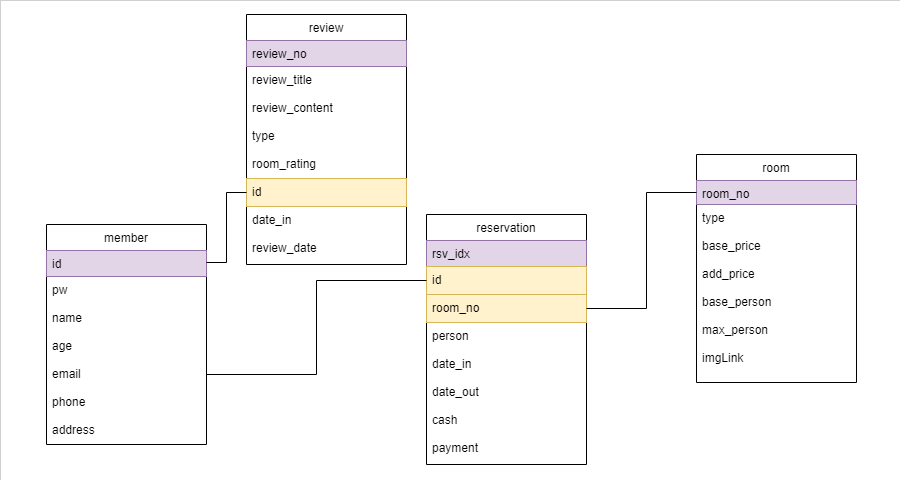 review
review_no
review_title
review_content
type
room_rating
id
date_in
review_date
member
id
pw
name
age
email
phone
address
reservation
rsv_idx
id
room_no
person
date_in
date_out
cash
payment
room
room_no
type
base_price
add_price
base_person
max_person
imgLink